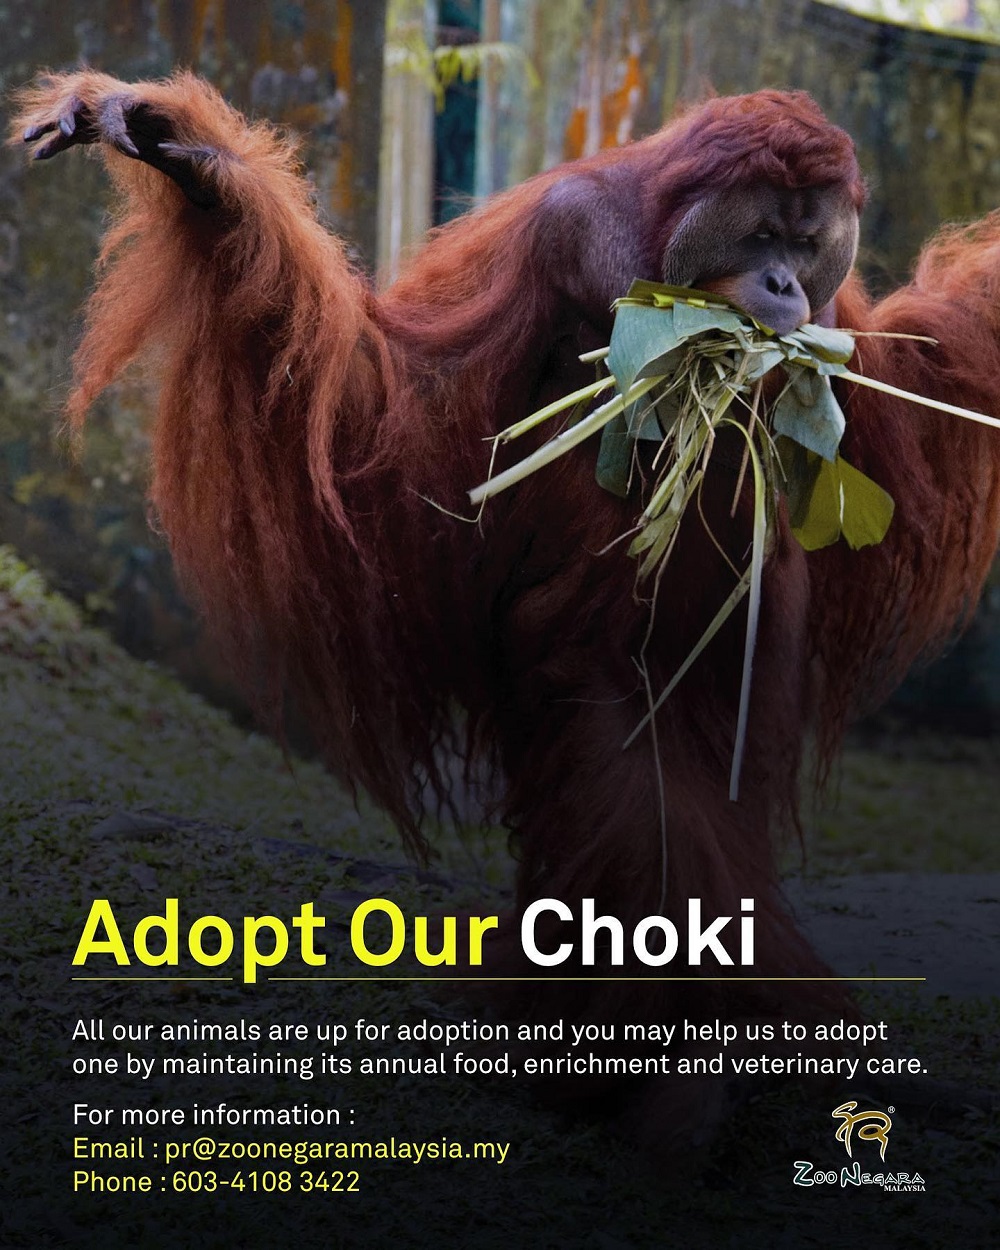 Adopt Our Choki
All our animals are up for adoption and you may help us to adopt
one by maintaining its annual food, enrichment and veterinary care.
For more information :
Email : pr@zoonegaramalaysia.my
Phone : 603-4108 3422
®
ZOO NEGARA
MALAYSIA